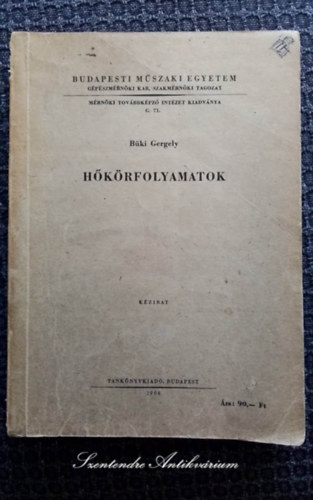 BUDAPESTI MŰSZAKI EGYETEM
GÉPÉSZMÉRNÖKI KAR, SZAKMÉRNÖKI TAGOZAT
MÉRNÖKI TOVÁBBKÉPZŐ INTÉZET KIADVÁNYA
G. 72.
Büki Gergely
HŐKÖRFOLYAMATOK
KÉZIRAT
TANKÖNYVKIADÓ, BUDAPEST
Ára: 90,— Ft
Szentendre Antikvárium